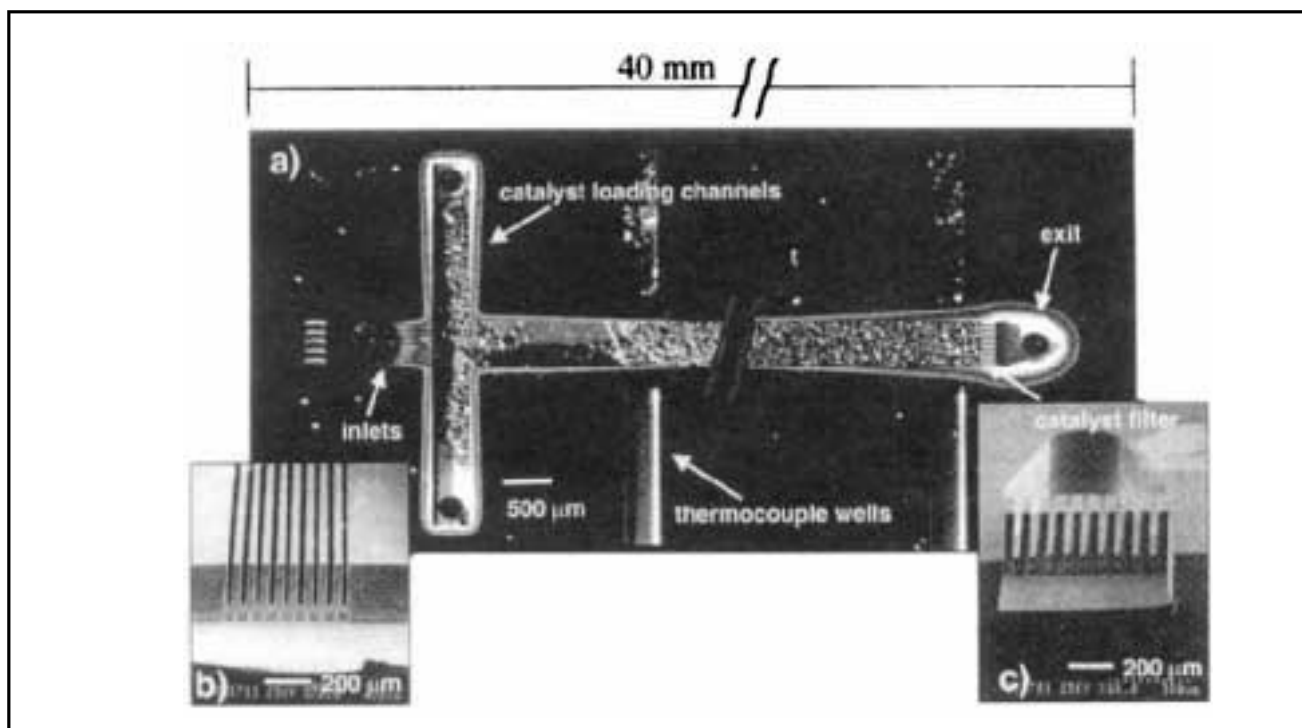 40 mm
a)
catalyst loading channels
exit
inlets
catalyst filter
500 μm
thermocouple wells
b)
200 μm
c)
200 μm